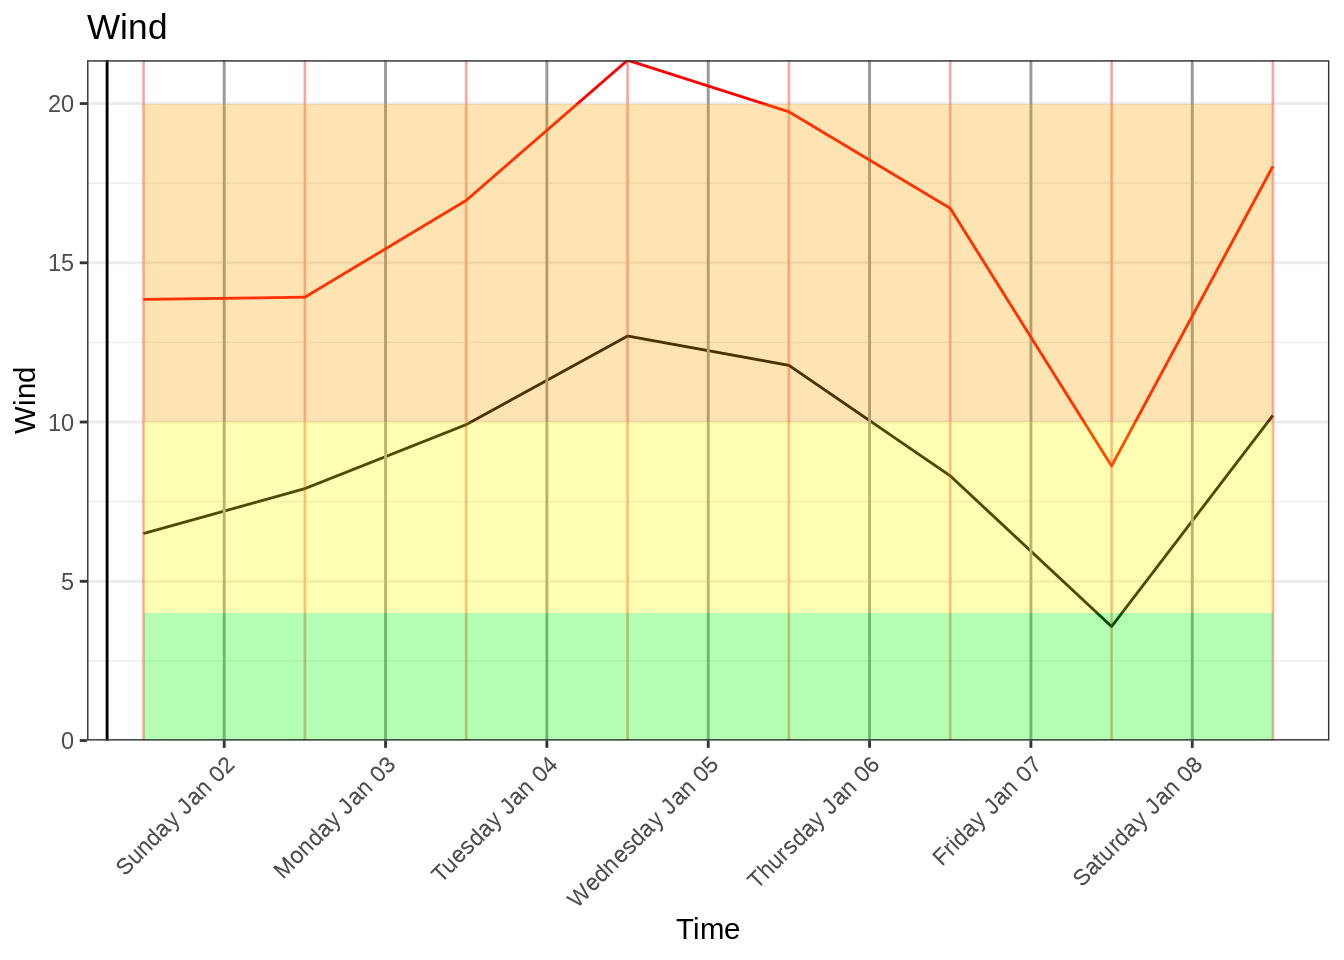 Wind
Wind
20
15
10
5
0
Sunday Jan 02
Monday Jan 03
Tuesday Jan 04
Wednesday Jan 05
Thursday Jan 06
Friday Jan 07
Saturday Jan 08
Time